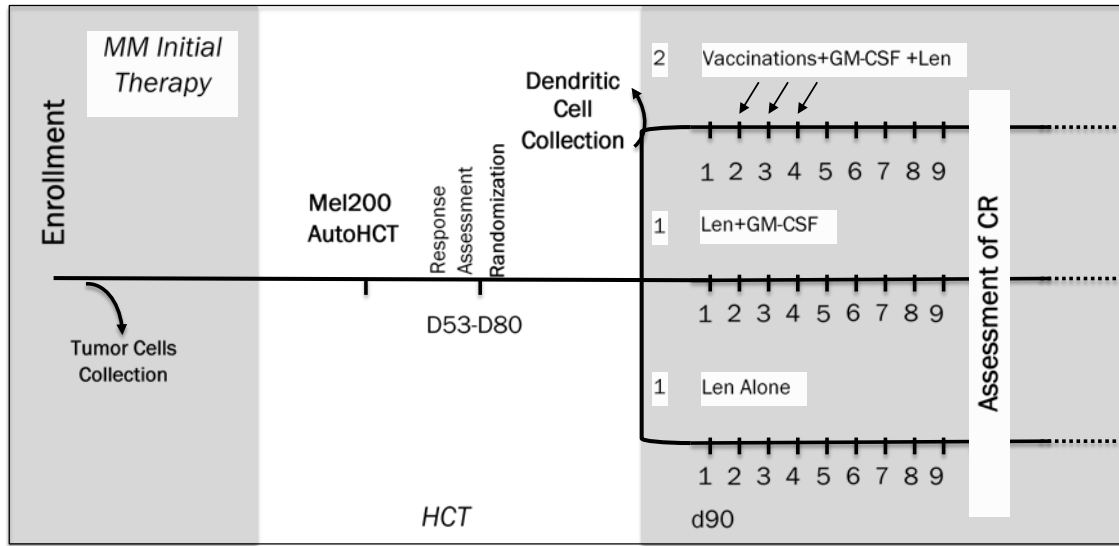 Enrollment
MM Initial
Therapy
Tumor Cells
Collection
Mel200
AutoHCT
Response
Assessment
Randomization
D53-D80
HCT
Dendritic
Cell
Collection
2 Vaccinations+GM-CSF +Len
1 2 3 4 5 6 7 8 9
1 Len+GM-CSF
1 2 3 4 5 6 7 8 9
1 Len Alone
1 2 3 4 5 6 7 8 9
d90
Assessment of CR